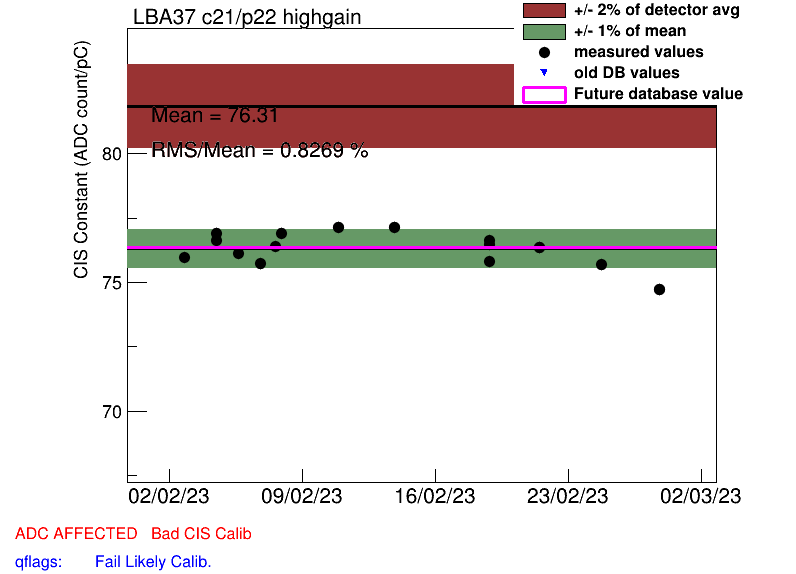 LBA37 c21/p22 highgain
+/- 2% of detector avg
+/- 1% of mean
measured values
old DB values
Future database value
CIS Constant (ADC count/pC)
Mean = 76.31
RMS/Mean = 0.8269 %
80
75
70
02/02/23 09/02/23 16/02/23 23/02/23 02/03/23
ADC AFFECTED Bad CIS Calib
qflags: Fail Likely Calib.